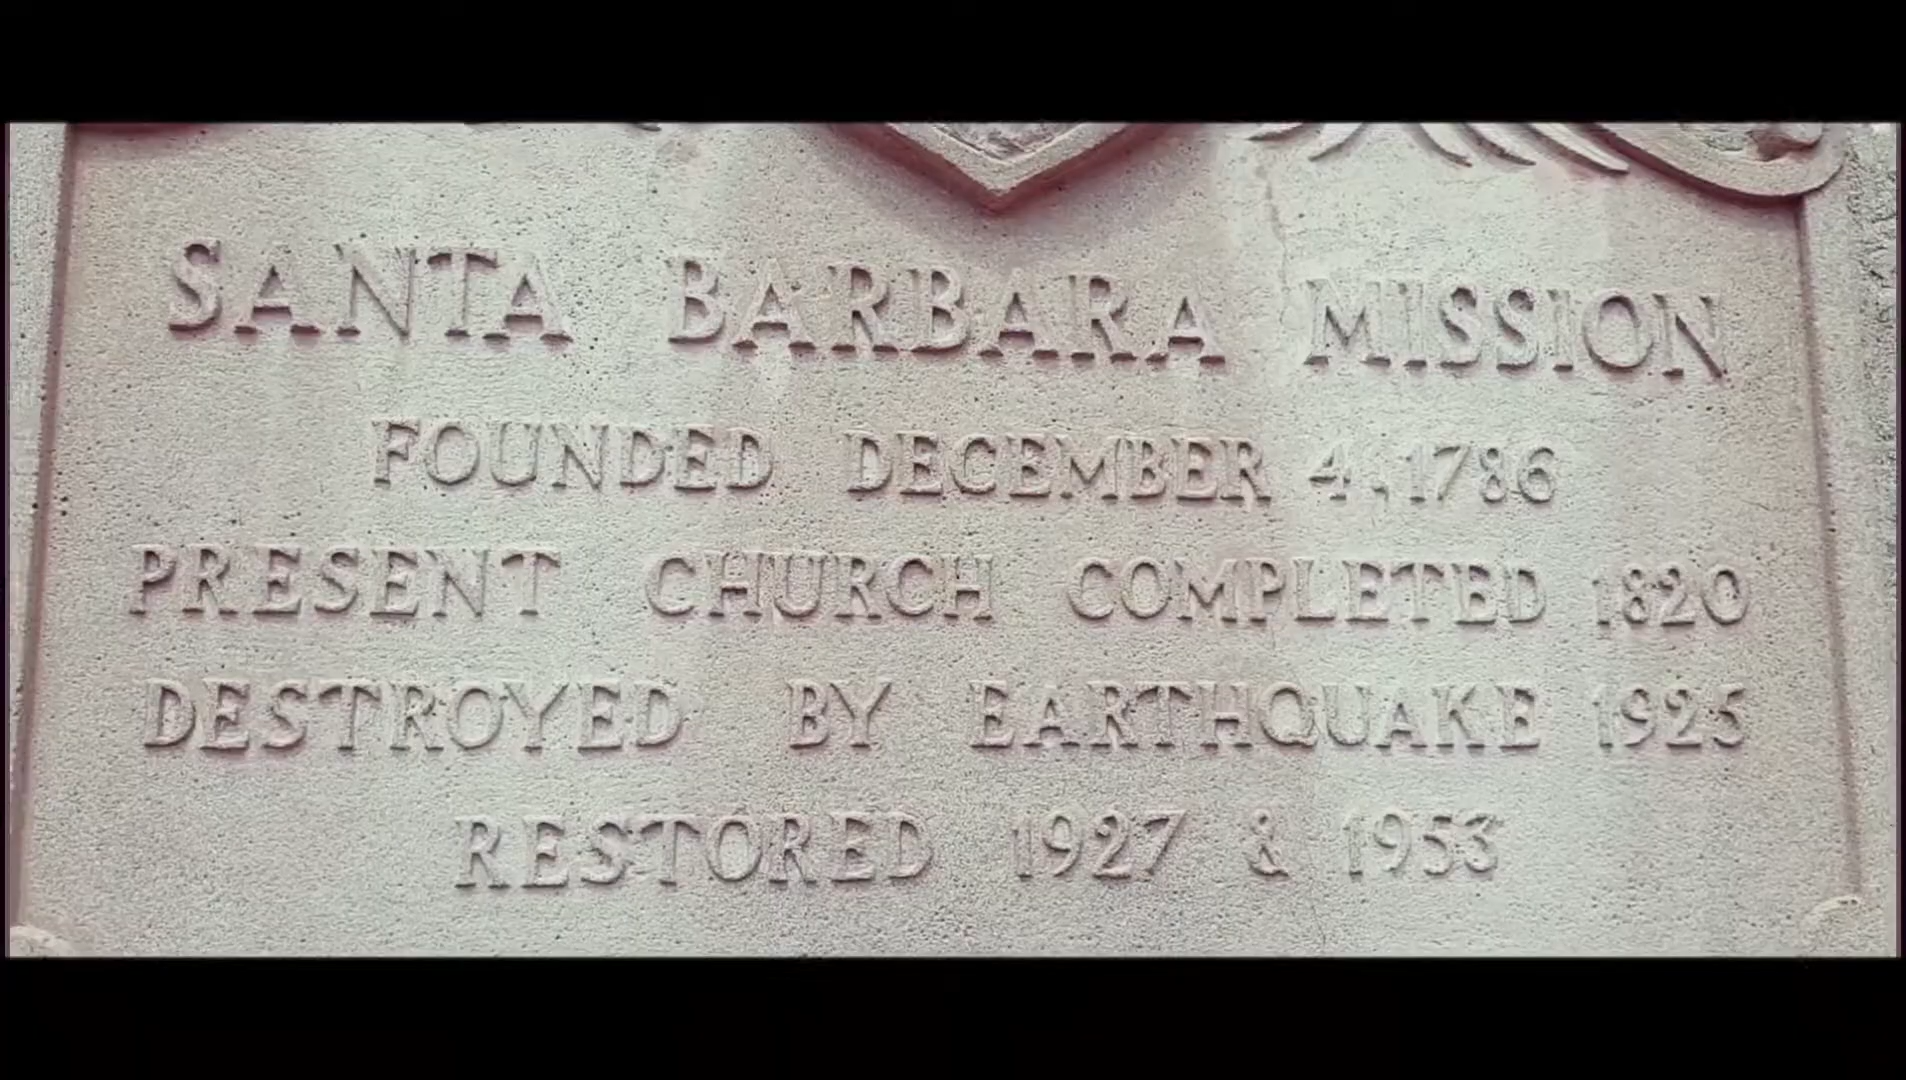 SANTA BARBARA MISSION
FOUNDED DECEMBER 4, 1786
PRESENT CHURCH COMPLETED 1820
DESTROYED BY EARTHQUAKE 1925
RESTORED 1927 & 1953